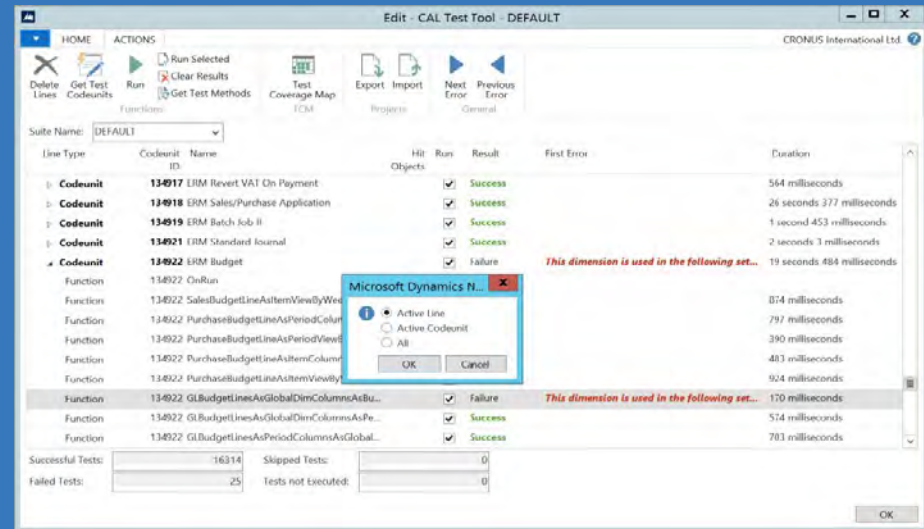 Edit - CAL Test Tool - DEFAULT
HOME ACTIONS
CRONUS International Ltd.
Delete Lines
Get Test Codeunits
Run
Run Selected
Clear Results
Get Test Methods
Functions
Test Coverage Map
TCM
Export Import
Projects
Next Error
Previous Error
General
Suite Name: DEFAULT
Line Type Codeunit ID Name Hit Objects Run Result First Error Duration
Codeunit 134917 ERM Revert VAT On Payment Success 564 milliseconds
Codeunit 134918 ERM Sales/Purchase Application Success 26 seconds 377 milliseconds
Codeunit 134919 ERM Batch Job II Success 1 second 453 milliseconds
Codeunit 134921 ERM Standard Journal Success 2 seconds 3 milliseconds
Codeunit 134922 ERM Budget Failure This dimension is used in the following set... 19 seconds 484 milliseconds
Function 134922 OnRun
Function 134922 SalesBudgetLineAsItemViewByWee 874 milliseconds
Function 134922 PurchaseBudgetLineAsPeriodColum 797 milliseconds
Function 134922 PurchaseBudgetLineAsPeriodViewB 390 milliseconds
Function 134922 PurchaseBudgetLineAsItemColumn 483 milliseconds
Function 134922 PurchaseBudgetLineAsItemViewBy 924 milliseconds
Function 134922 GLBudgetLinesAsGlobalDimColumnsAsBu... Failure This dimension is used in the following set... 170 milliseconds
Function 134922 GLBudgetLinesAsGlobalDimColumnsAsPe... Success 574 milliseconds
Function 134922 GLBudgetLinesAsPeriodColumnsAsGlobal... Success 703 milliseconds
Microsoft Dynamics N...
Active Line
Active Codeunit
All
OK Cancel
Successful Tests: 16314 Skipped Tests: 0
Failed Tests: 25 Tests not Executed: 0
OK